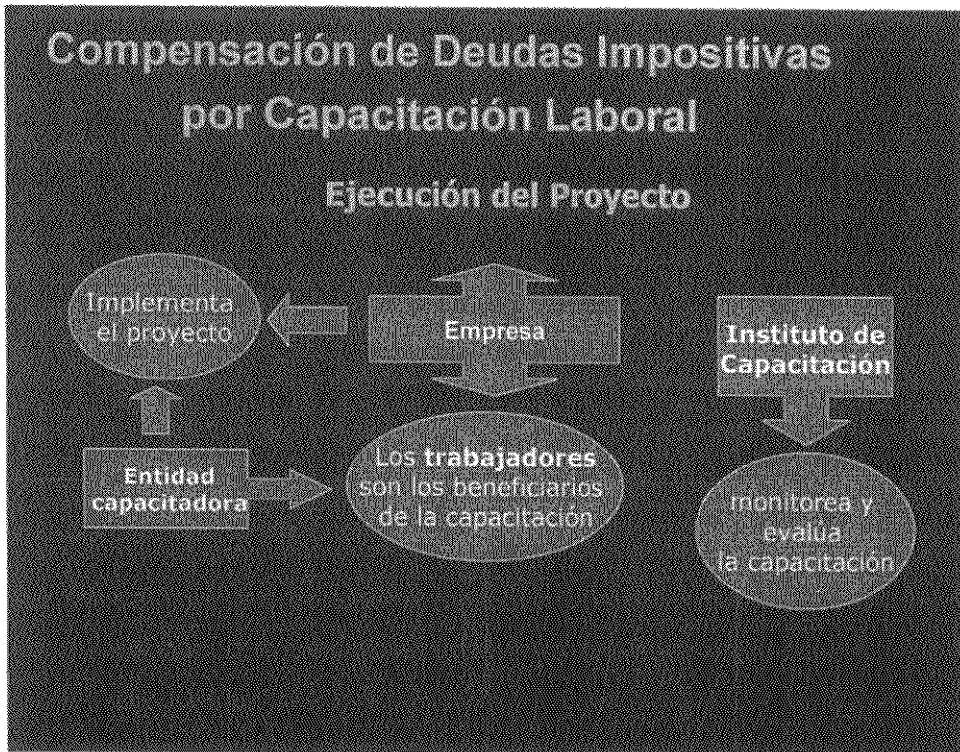 Compensación de Deudas Impositivas
por Capacitación Laboral
Ejecución del Proyecto
Implementa
el proyecto
Empresa
Instituto de
Capacitación
Entidad
capacitadora
Los trabajadores
son los beneficiarios
de la capacitación
monitorea y
evalúa
la capacitación